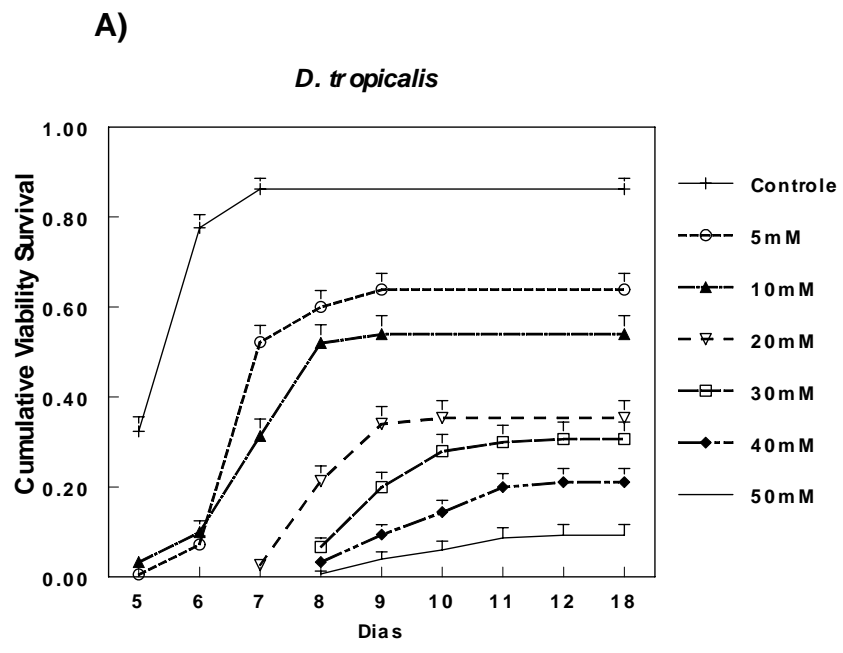 A)
D. tropicalis
Cumulative Viability Survival
1.00
0.80
0.60
0.40
0.20
0.00
5 6 7 8 9 10 11 12 18
Dias
Controle
5mM
10mM
20mM
30mM
40mM
50mM